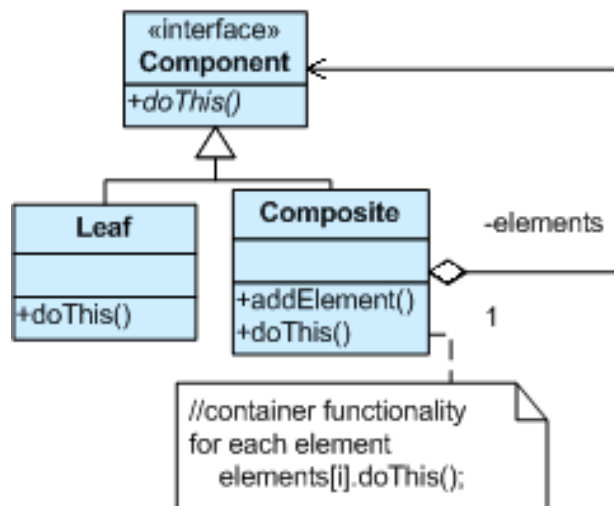 «interface»
Component
+doThis()
Leaf
+doThis()
Composite
+addElement()
+doThis()
-elements
1
//container functionality
for each element
elements[i].doThis();